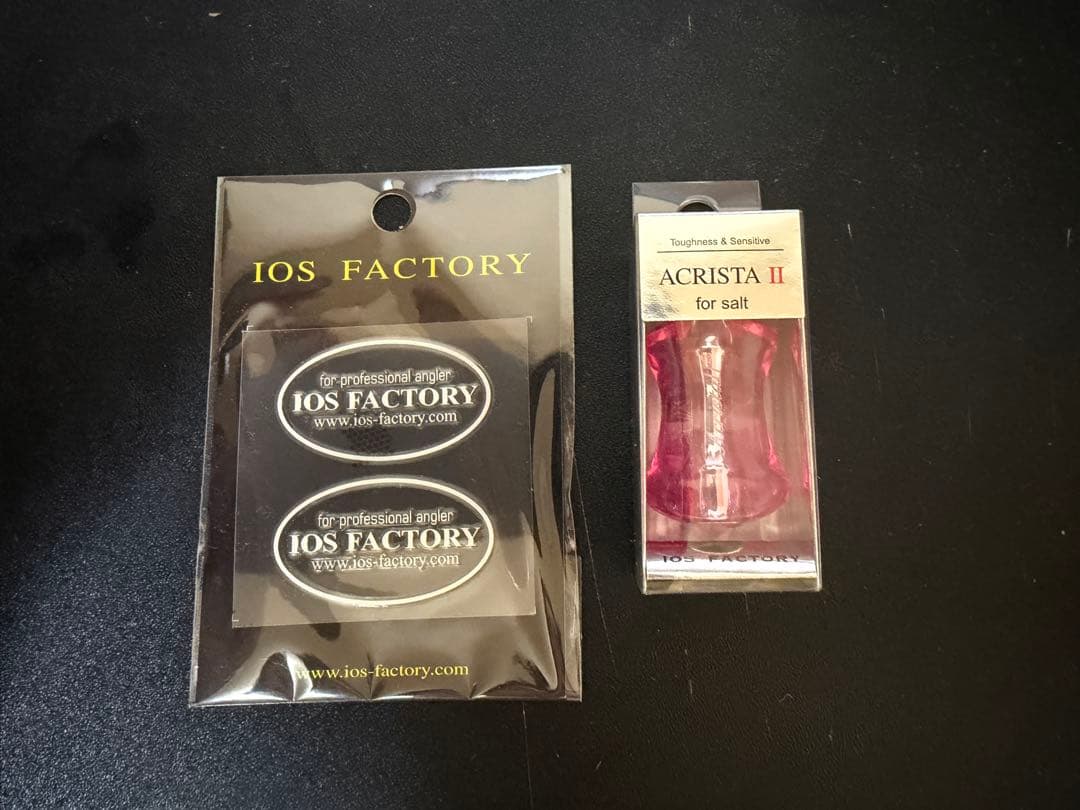 IOS FACTORY
for professional angler
IOS FACTORY
www.ios-factory.com
for professional angler
IOS FACTORY
www.ios-factory.com
www.ios-factory.com
Toughness & Sensitive
ACRISTA II
for salt
IOS FACTORY